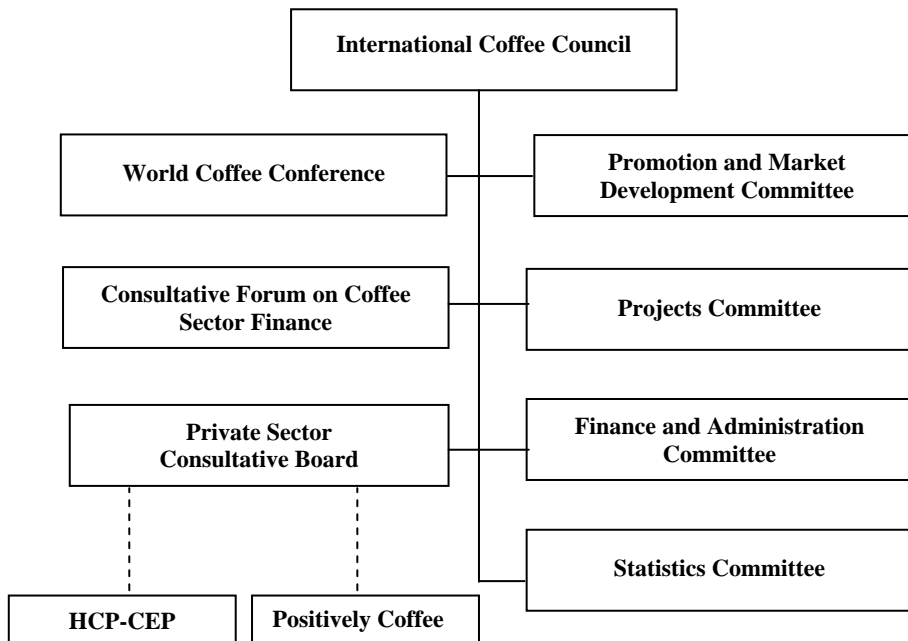 International Coffee Council
World Coffee Conference
Promotion and Market
Development Committee
Consultative Forum on Coffee
Sector Finance
Projects Committee
Private Sector
Consultative Board
Finance and Administration
Committee
Statistics Committee
HCP-CEP
Positively Coffee